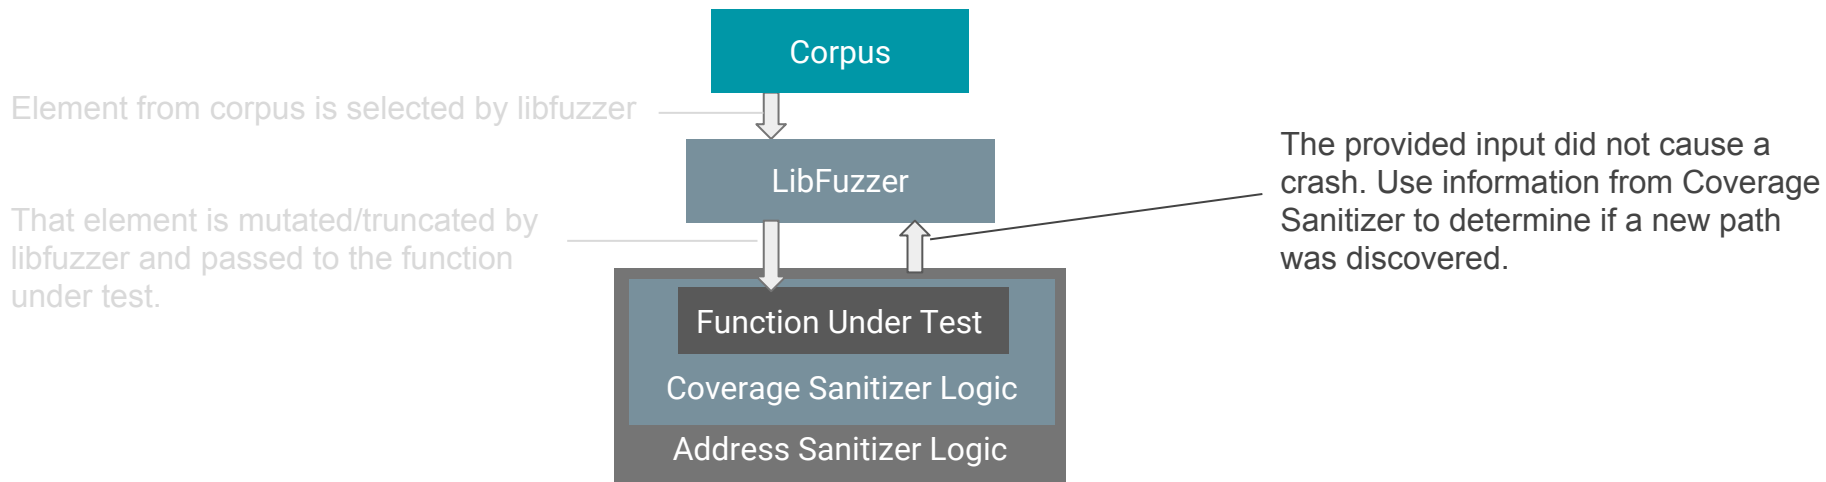 Corpus
Element from corpus is selected by libfuzzer
LibFuzzer
The provided input did not cause a
crash. Use information from Coverage
Sanitizer to determine if a new path
was discovered.
That element is mutated/truncated by
libfuzzer and passed to the function
under test.
Function Under Test
Coverage Sanitizer Logic
Address Sanitizer Logic